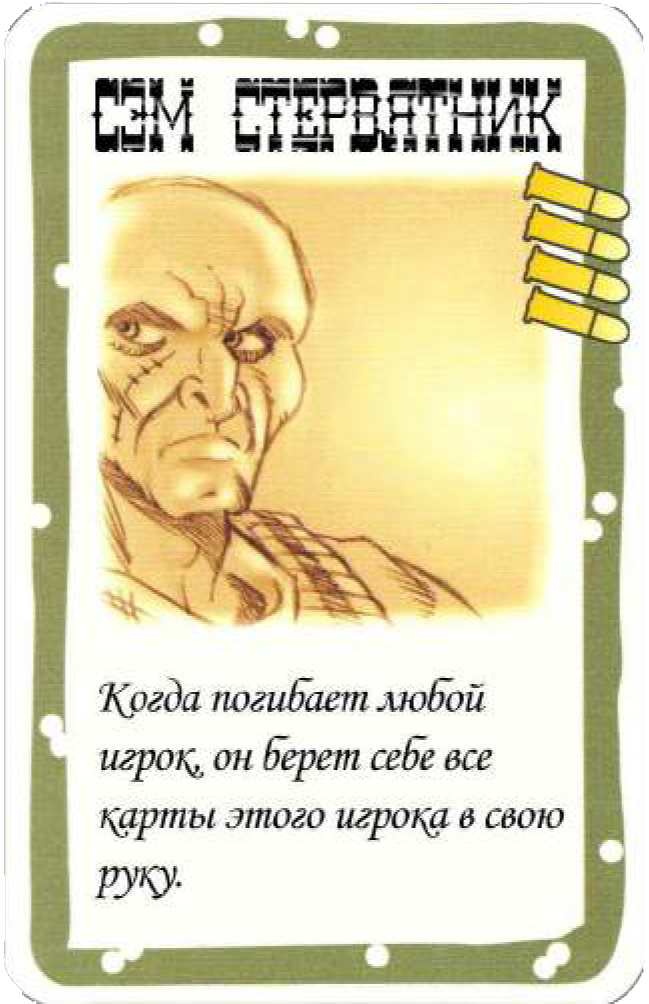 СЭМ СТЕРВЯТНИК
Когда погибает любой
игрок, он берет себе все
карты этого игрока в свою
руку.